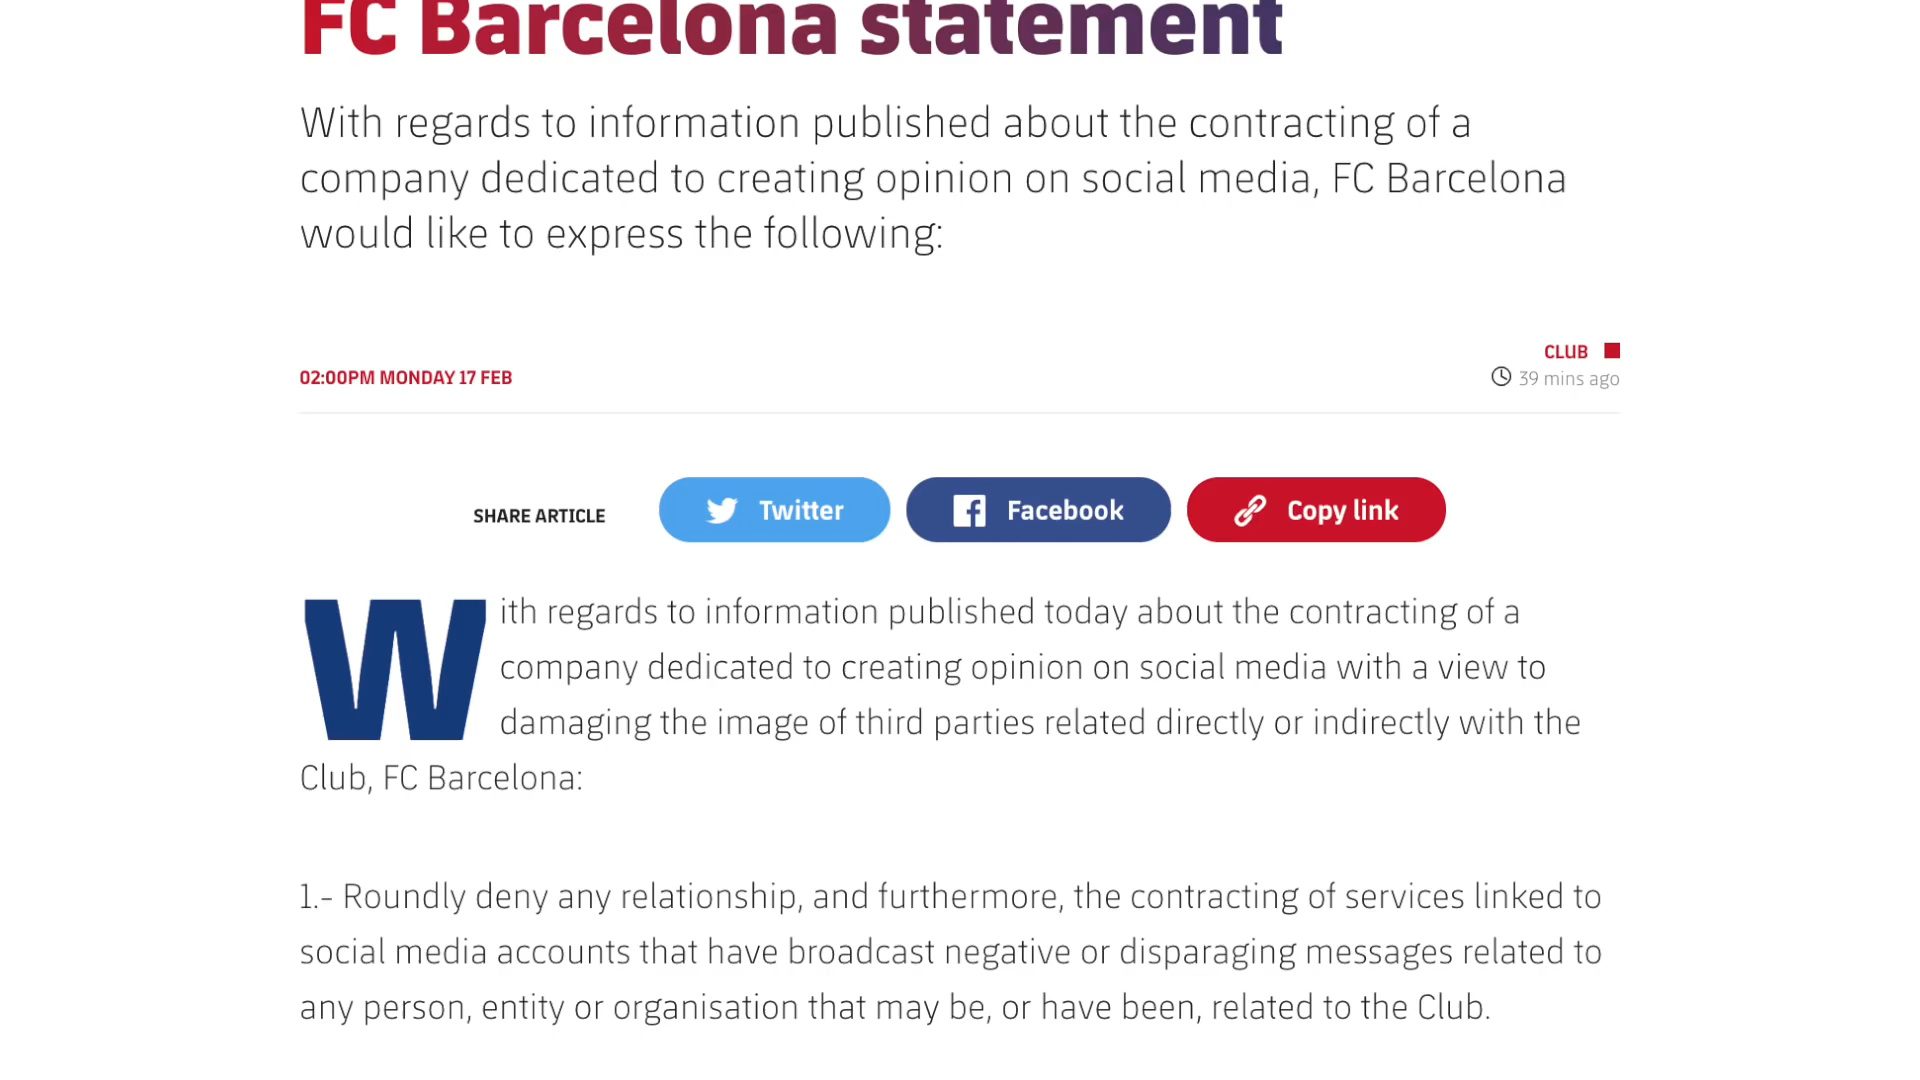 FC Barcelona statement
With regards to information published about the contracting of a
company dedicated to creating opinion on social media, FC Barcelona
would like to express the following:
CLUB
02:00PM MONDAY 17 FEB
39 mins ago
SHARE ARTICLE
Twitter
Facebook
Copy link
With regards to information published today about the contracting of a
company dedicated to creating opinion on social media with a view to
damaging the image of third parties related directly or indirectly with the
Club, FC Barcelona:
1.- Roundly deny any relationship, and furthermore, the contracting of services linked to
social media accounts that have broadcast negative or disparaging messages related to
any person, entity or organisation that may be, or have been, related to the Club.